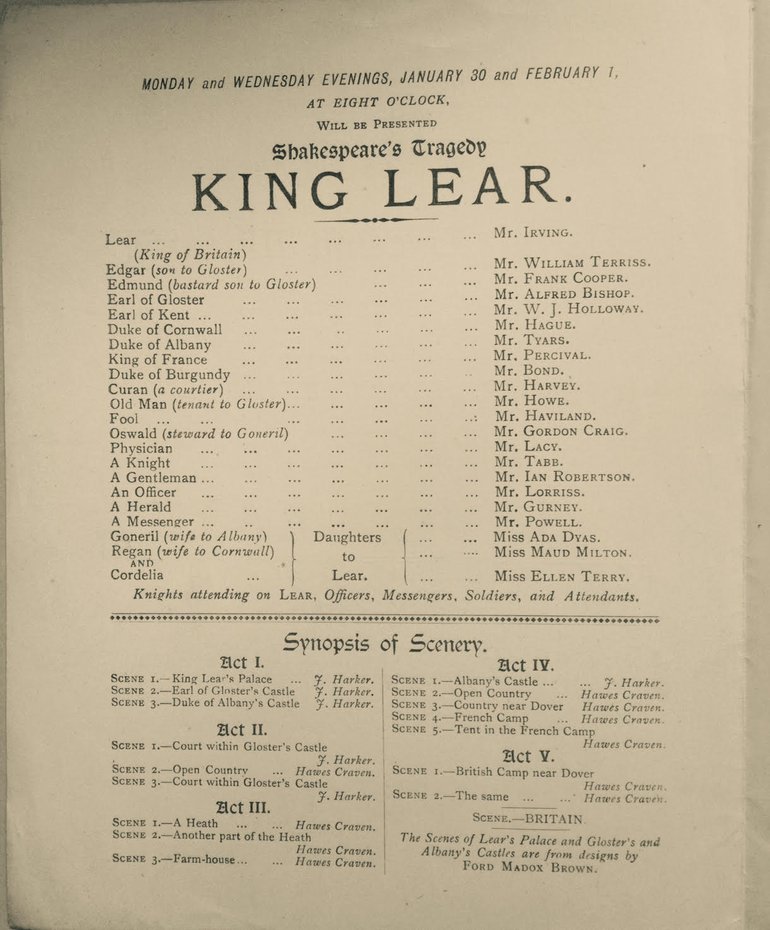 MONDAY and WEDNESDAY EVENINGS, JANUARY 30 and FEBRUARY 1,
AT EIGHT O'CLOCK,
WILL BE PRESENTED
Shakespeare's Tragedy
KING LEAR.
Lear ... ... ... ... ... ... ... ... Mr. IRVING.
(King of Britain)
Edgar (son to Gloster) ... ... ... ... ... Mr. WILLIAM TERRISS.
Edmund (bastard son to Gloster) ... ... ... Mr. FRANK COOPER.
Earl of Gloster ... ... ... ... ... ... Mr. ALFRED BISHOP.
Earl of Kent ... ... ... ... ... ... ... Mr. W. J. HOLLOWAY.
Duke of Cornwall ... ... .. ... ... ... Mr. HAGUE.
Duke of Albany ... ... ... ... ... ... Mr. TYARS.
King of France ... ... ... ... ... ... Mr. PERCIVAL.
Duke of Burgundy ... ... ... ... ... ... Mr. BOND.
Curan (a courtier) ... ... ... ... ... ... Mr. HARVEY.
Old Man (tenant to Gloster)... ... ... ... ... Mr. HOWE.
Fool ... ... ... ... ... ... ... Mr. HAVILAND.
Oswald (steward to Goneril) ... ... ... ... Mr. GORDON CRAIG.
Physician ... ... ... ... ... ... ... Mr. LACY.
A Knight ... ... ... ... ... ... ... Mr. TABB.
A Gentleman ... ... ... ... ... ... ... Mr. IAN ROBERTSON.
An Officer ... ... ... ... ... ... ... Mr. LORRISS.
A Herald ... ... ... ... ... ... ... Mr. GURNEY.
A Messenger ... .. ... ... ... ... ... Mr. POWELL.
Goneril (wife to Albany) Daughters ... ... Miss ADA DYAS.
Regan (wife to Cornwall) to ... ... Miss MAUD MILTON.
AND
Cordelia ... Lear. ... ... Miss ELLEN TERRY.
Knights attending on LEAR, Officers, Messengers, Soldiers, and Attendants.
Synopsis of Scenery.
Act I.
SCENE 1.—King Lear's Palace ... J. Harker.
SCENE 2.—Earl of Gloster's Castle J. Harker.
SCENE 3.—Duke of Albany's Castle J. Harker.
Act II.
SCENE 1.—Court within Gloster's Castle
J. Harker.
SCENE 2.—Open Country ... Hawes Craven.
SCENE 3.—Court within Gloster's Castle
J. Harker.
Act III.
SCENE 1.—A Heath ... ... Hawes Craven.
SCENE 2.—Another part of the Heath
Hawes Craven.
SCENE 3.—Farm-house ... ... Hawes Craven.
Act IV.
SCENE 1.—Albany's Castle ... ... J. Harker.
SCENE 2.—Open Country ... Hawes Craven.
SCENE 3.—Country near Dover Hawes Craven.
SCENE 4.—French Camp ... Hawes Craven.
SCENE 5.—Tent in the French Camp
Hawes Craven.
Act V.
SCENE 1.—British Camp near Dover
Hawes Craven.
SCENE 2.—The same ... ... Hawes Craven.
SCENE.—BRITAIN
The Scenes of Lear's Palace and Gloster's and
Albany's Castles are from designs by
FORD MADOX BROWN.